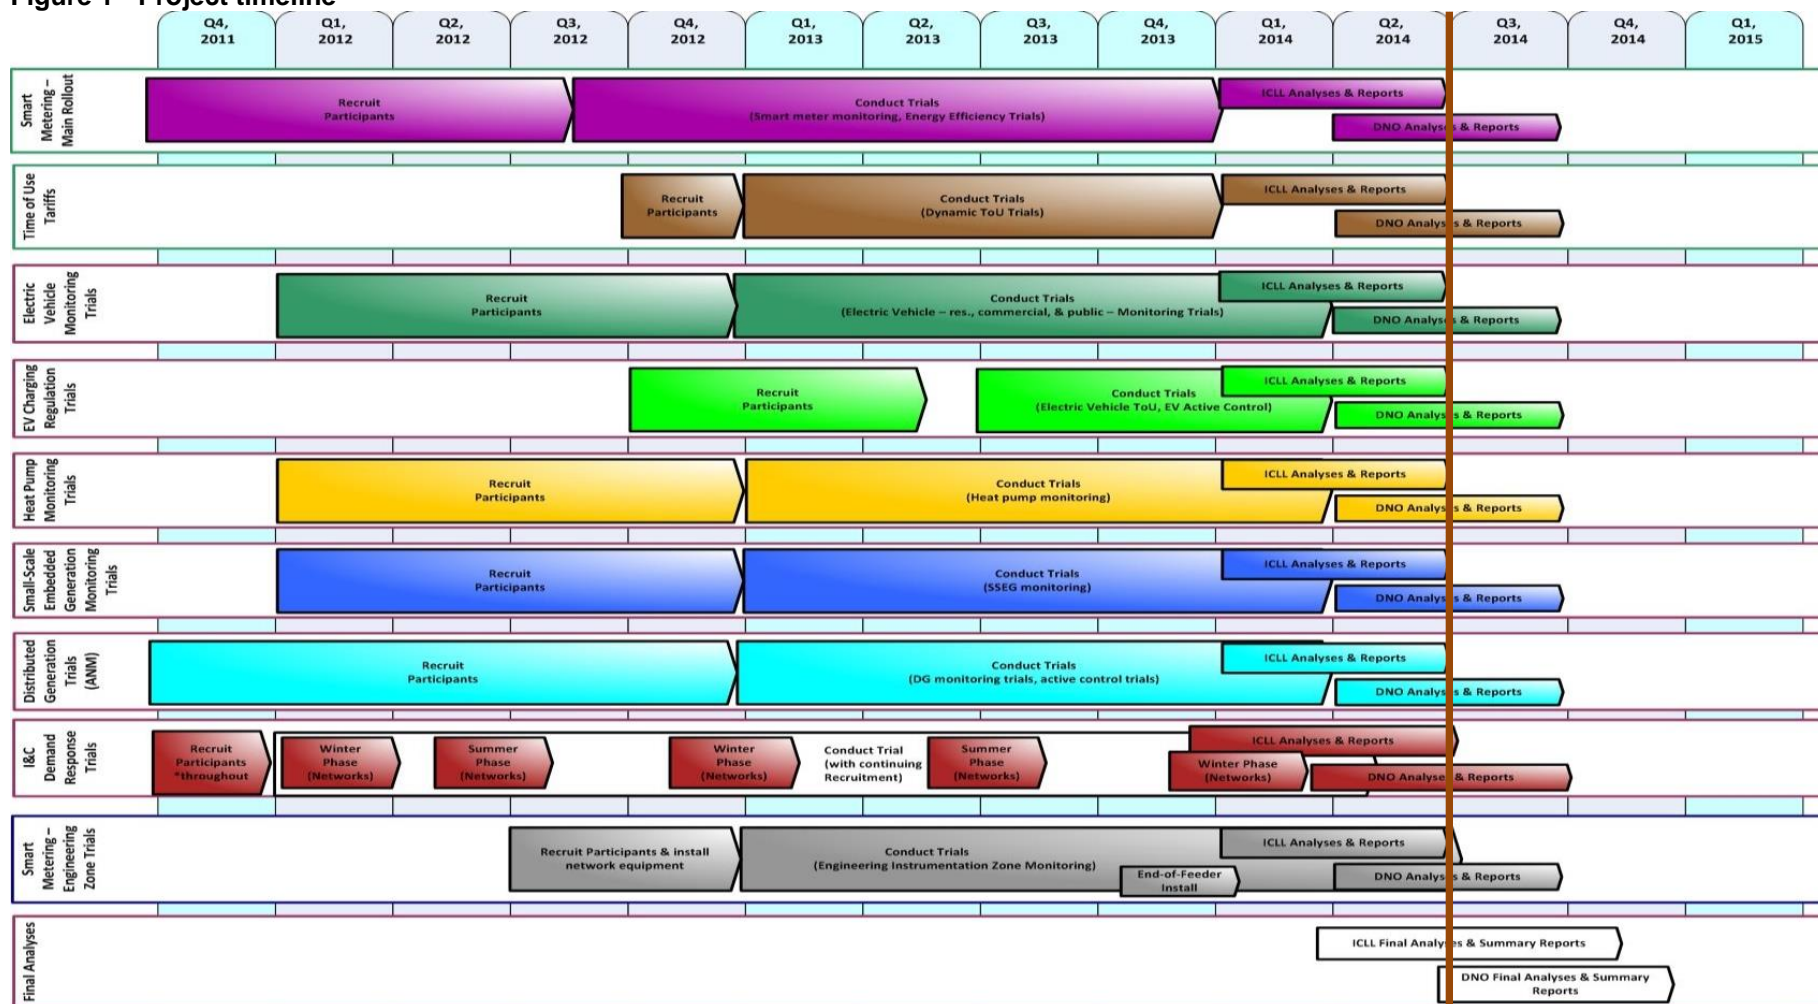 Figure 1 - Project timeline
Q4,
2011
Q1,
2012
Q2,
2012
Q3,
2012
Q4,
2012
Q1,
2013
Q2,
2013
Q3,
2013
Q4,
2013
Q1,
2014
Q2,
2014
Q3,
2014
Q4,
2014
Q1,
2015
Smart
Metering –
Main Rollout
Recruit
Participants
Conduct Trials
(Smart meter monitoring, Energy Efficiency Trials)
ICLL Analyses & Reports
DNO Analyses & Reports
Time of Use
Tariffs
Recruit
Participants
Conduct Trials
(Dynamic ToU Trials)
ICLL Analyses & Reports
DNO Analyses & Reports
Electric
Vehicle
Monitoring
Trials
Recruit
Participants
Conduct Trials
(Electric Vehicle – res., commercial, & public – Monitoring Trials)
ICLL Analyses & Reports
DNO Analyses & Reports
EV Charging
Regulation
Trials
Recruit
Participants
Conduct Trials
(Electric Vehicle ToU, EV Active Control)
ICLL Analyses & Reports
DNO Analyses & Reports
Heat Pump
Monitoring
Trials
Recruit
Participants
Conduct Trials
(Heat pump monitoring)
ICLL Analyses & Reports
DNO Analyses & Reports
Small-Scale
Embedded
Generation
Monitoring
Trials
Recruit
Participants
Conduct Trials
(SSEG monitoring)
ICLL Analyses & Reports
DNO Analyses & Reports
Distributed
Generation
Trials
(ANM)
Recruit
Participants
Conduct Trials
(DG monitoring trials, active control trials)
ICLL Analyses & Reports
DNO Analyses & Reports
I&C
Demand
Response
Trials
Recruit
Participants
*throughout
Winter
Phase
(Networks)
Summer
Phase
(Networks)
Winter
Phase
(Networks)
Conduct Trial
(with continuing
Recruitment)
Summer
Phase
(Networks)
Winter Phase
(Networks)
ICLL Analyses & Reports
DNO Analyses & Reports
Smart
Metering –
Engineering
Zone Trials
Recruit Participants & install
network equipment
Conduct Trials
(Engineering Instrumentation Zone Monitoring)
End-of-Feeder
Install
ICLL Analyses & Reports
DNO Analyses & Reports
Final Analyses
ICLL Final Analyses & Summary Reports
DNO Final Analyses & Summary
Reports